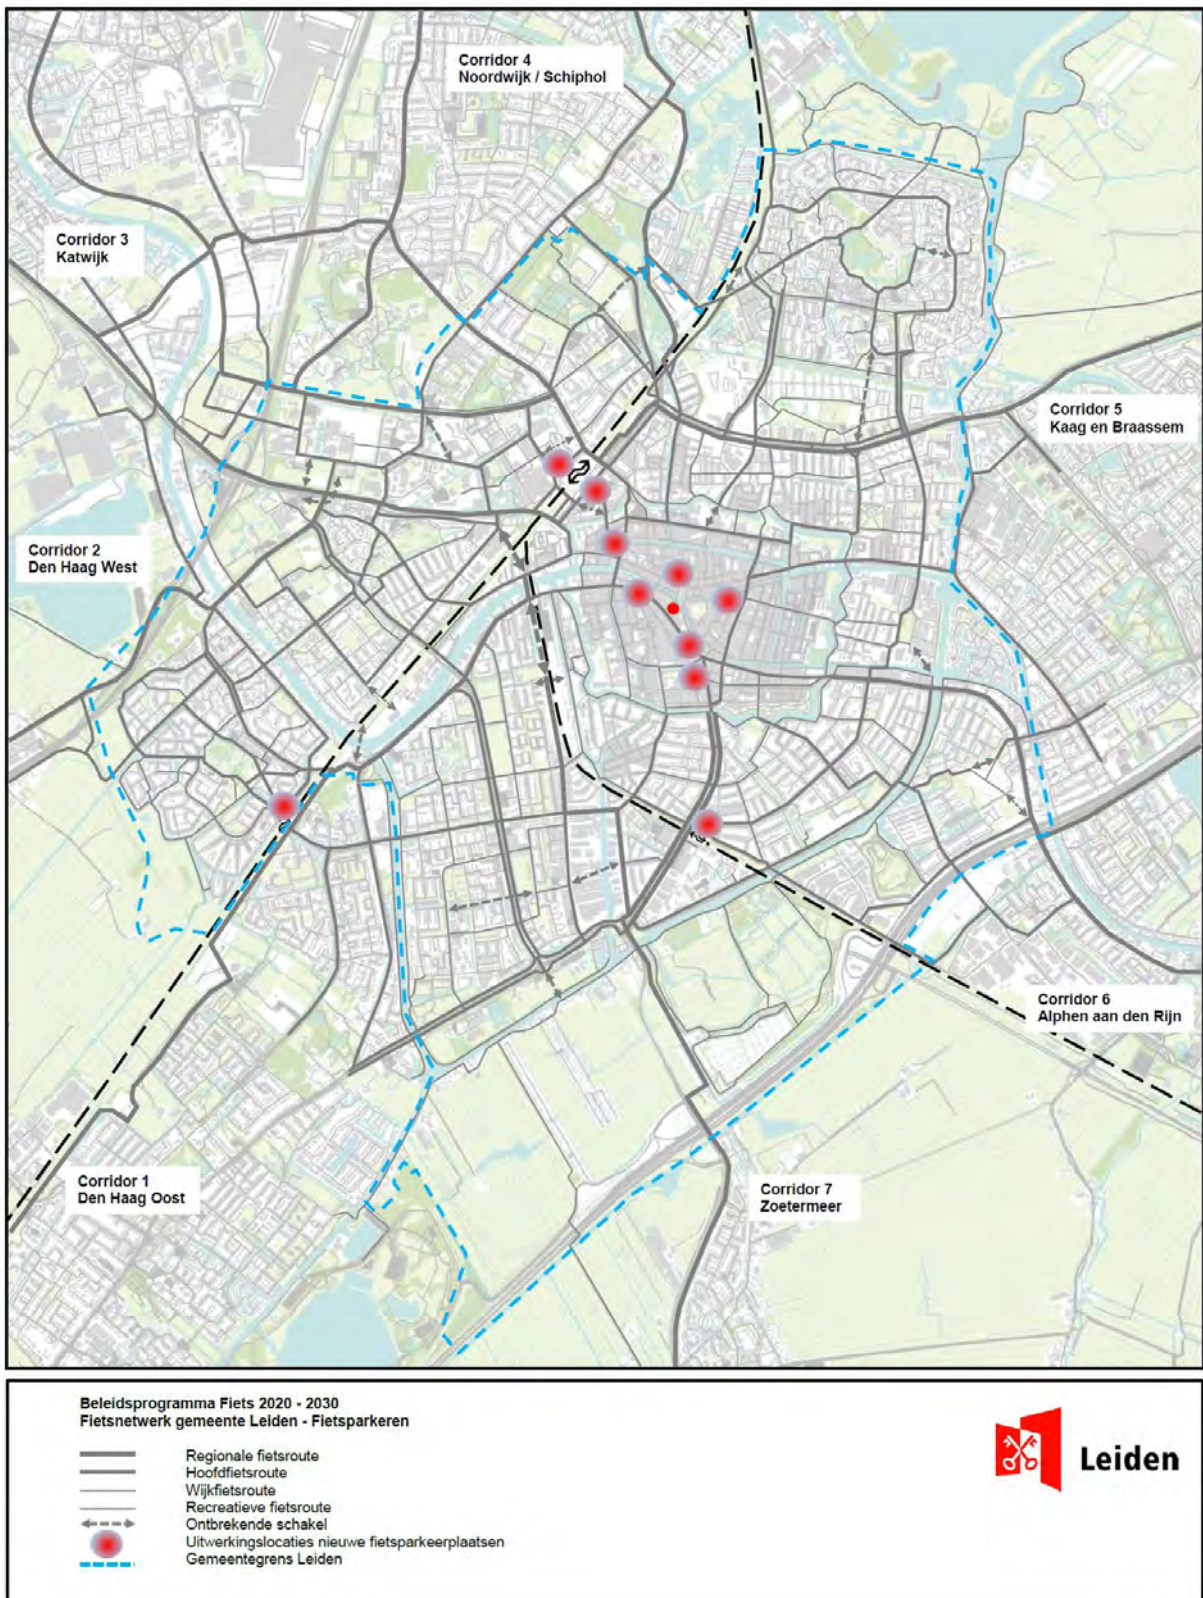 Corridor 4
Noordwijk / Schiphol
Corridor 3
Katwijk
Corridor 5
Kaag en Braassem
Corridor 2
Den Haag West
Corridor 6
Alphen aan den Rijn
Corridor 1
Den Haag Oost
Corridor 7
Zoetermeer
Beleidsprogramma Fiets 2020 - 2030
Fietsnetwerk gemeente Leiden - Fietsparkeren
Regionale fietsroute
Hoofdfietsroute
Wijkfietsroute
Recreatieve fietsroute
Ontbrekende schakel
Uitwerkingslocaties nieuwe fietsparkeerplaatsen
Gemeentegrens Leiden
Leiden